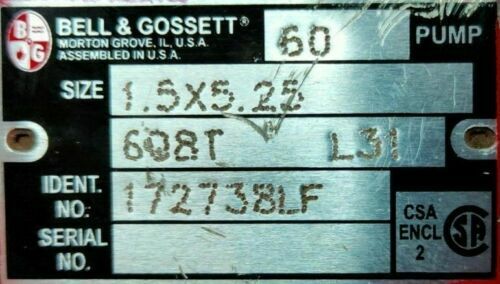 B G
BELL & GOSSETT® 60 PUMP
MORTON GROVE, IL, U.S.A.
ASSEMBLED IN U.S.A.
SIZE 1.5X5.25
608T L31
IDENT. NO. 172738LF
SERIAL NO.
CSA ENCL 2 SA